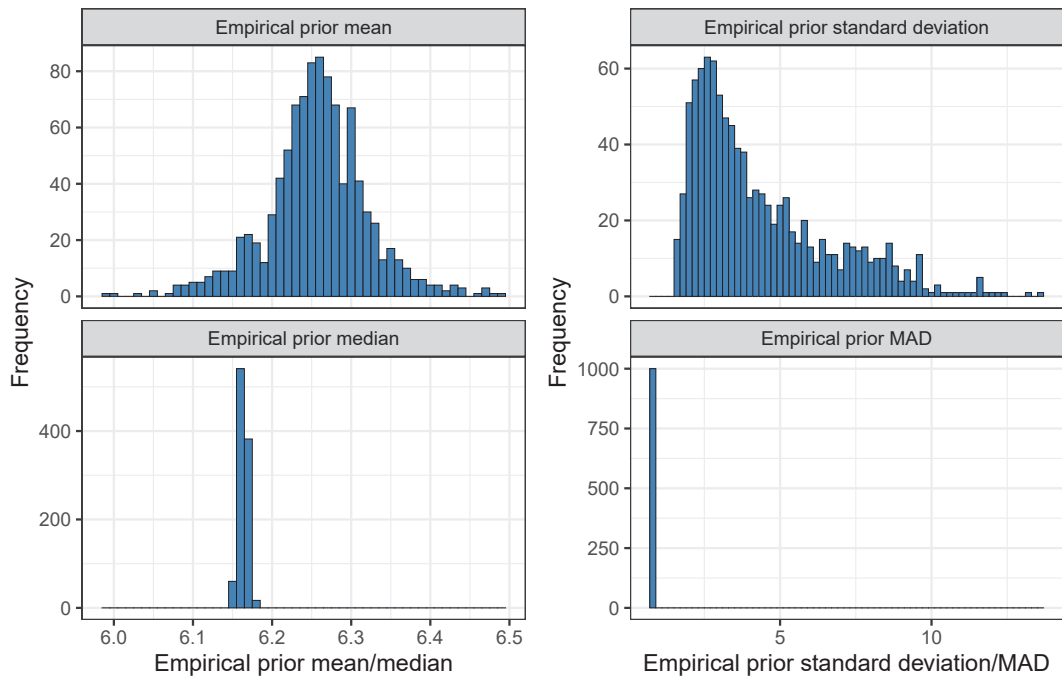 Empirical prior mean
Empirical prior standard deviation
80
60
40
20
0
60
40
20
0
Frequency
Frequency
Empirical prior median
Empirical prior MAD
400
200
0
1000
750
500
250
0
6.0 6.1 6.2 6.3 6.4 6.5
5 10
Empirical prior mean/median
Empirical prior standard deviation/MAD